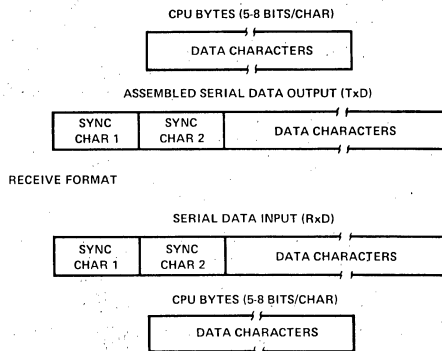 CPU BYTES (5-8 BITS/CHAR)
DATA CHARACTERS
ASSEMBLED SERIAL DATA OUTPUT (TxD)
SYNC CHAR 1
SYNC CHAR 2
DATA CHARACTERS
RECEIVE FORMAT
SERIAL DATA INPUT (RxD)
SYNC CHAR 1
SYNC CHAR 2
DATA CHARACTERS
CPU BYTES (5-8 BITS/CHAR)
DATA CHARACTERS